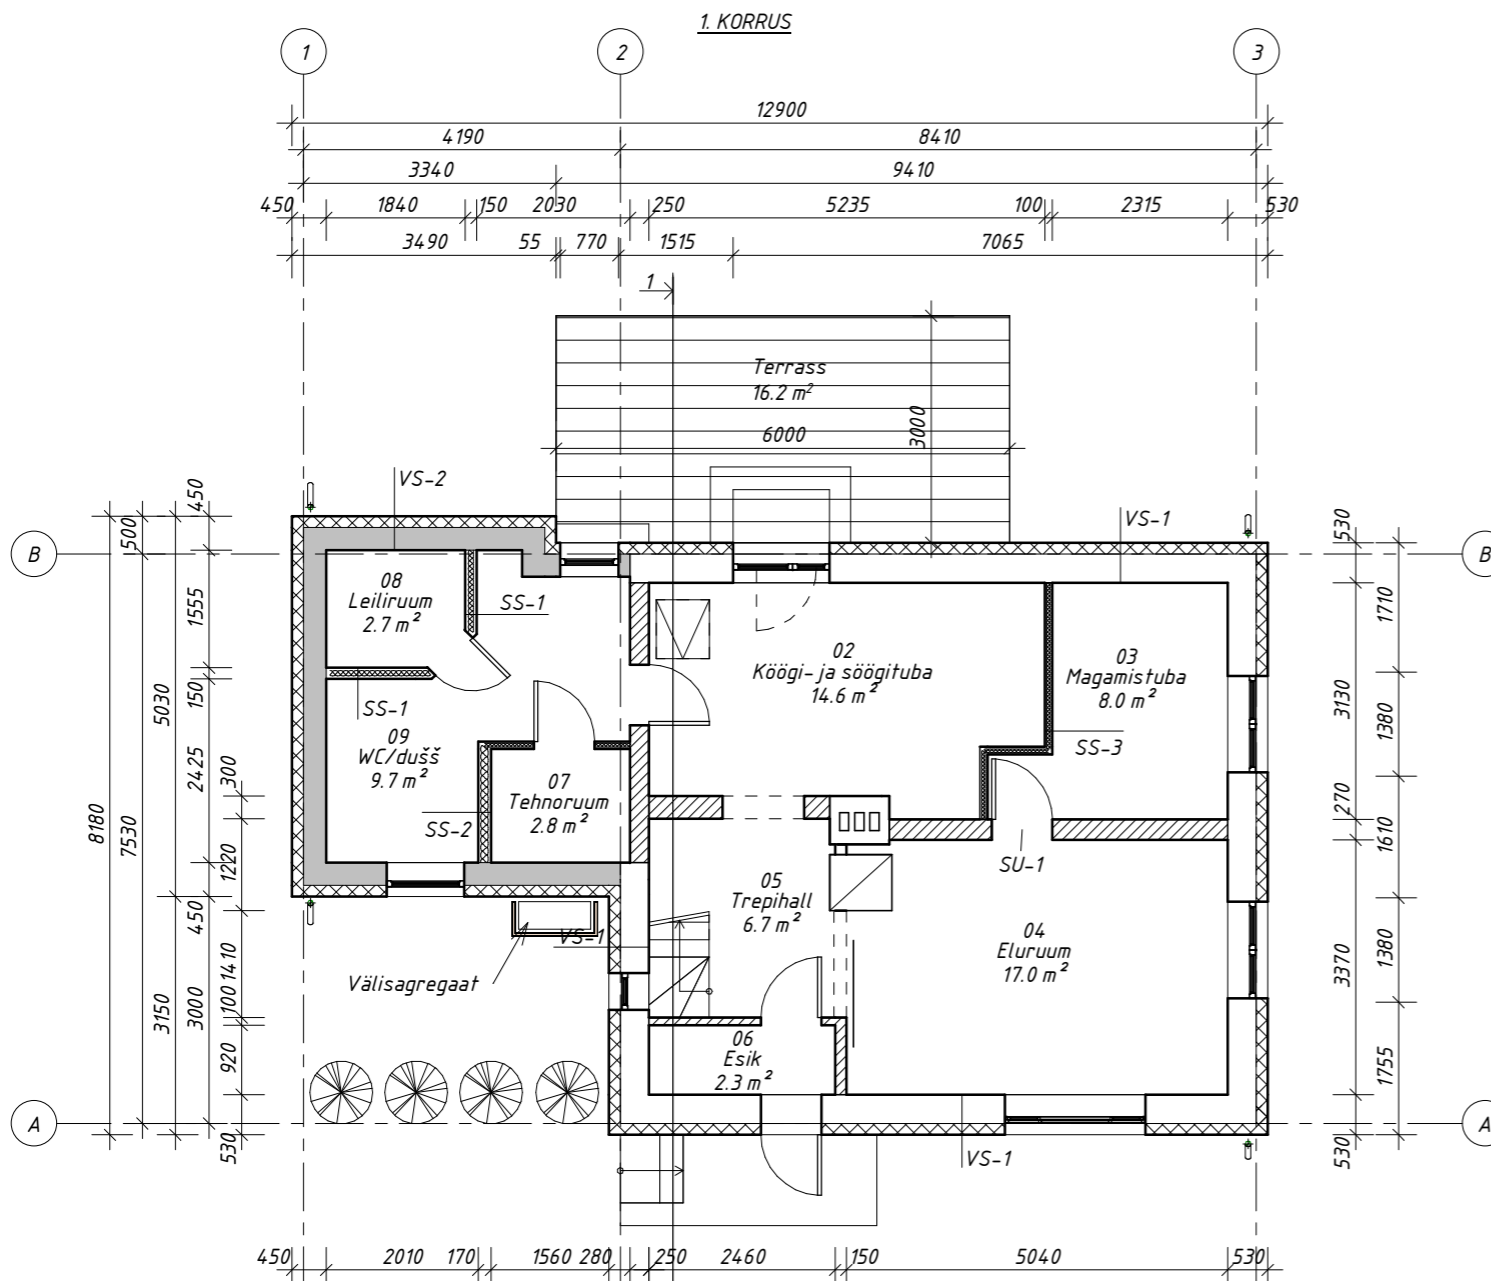 1. KORRUS
1
2
3
12900
4190
8410
3340
9410
450
1840
150
2030
250
5235
100
2315
530
3490
55
770
1515
7065
1
Terrass
16.2 m²
6000
3000
VS-2
VS-1
B
B
08
Leiliruum
2.7 m²
SS-1
02
Köögi- ja söögituba
14.6 m²
03
Magamistuba
8.0 m²
SS-1
09
WC/dušš
9.7 m²
SS-3
07
Tehnoruum
2.8 m²
SS-2
SU-1
05
Trepihall
6.7 m²
VS-1
04
Eluruum
17.0 m²
Välisagregaat
06
Esik
2.3 m²
VS-1
A
A
8180
500
7530
5030
3150
450
1555
150
2425
450
3000
300
1220
1410
100
920
530
530
3130
270
3370
530
1710
1380
1610
1380
1755
450
2010
170
1560
280
250
2460
150
5040
530